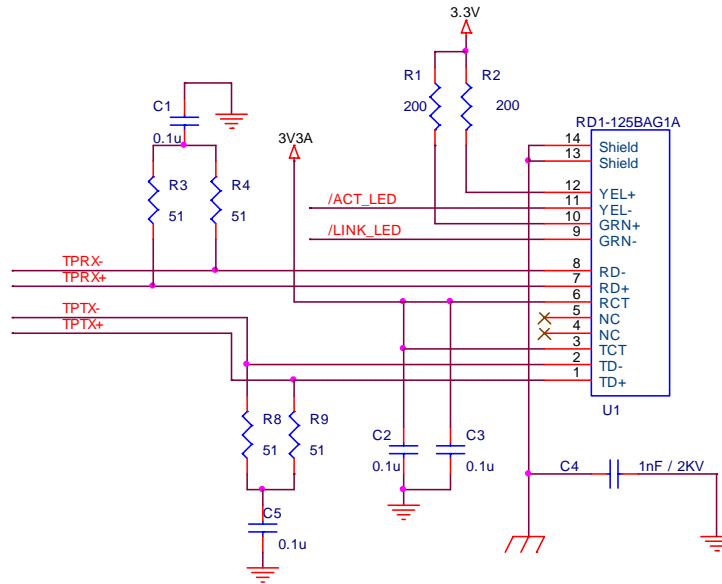 3.3V
R1
R2
200
200
RD1-125BAG1A
C1
0.1u
3V3A
14
Shield
13
Shield
R3
R4
51
51
12
YEL+
/ACT_LED
11
YEL-
10
GRN+
/LINK_LED
9
GRN-
TPRX-
8
RD-
TPRX+
7
RD+
6
RCT
TPTX-
5
NC
TPTX+
4
NC
3
TCT
2
TD-
1
TD+
U1
R8
R9
51
51
C2
C3
0.1u
0.1u
C4
1nF / 2KV
C5
0.1u